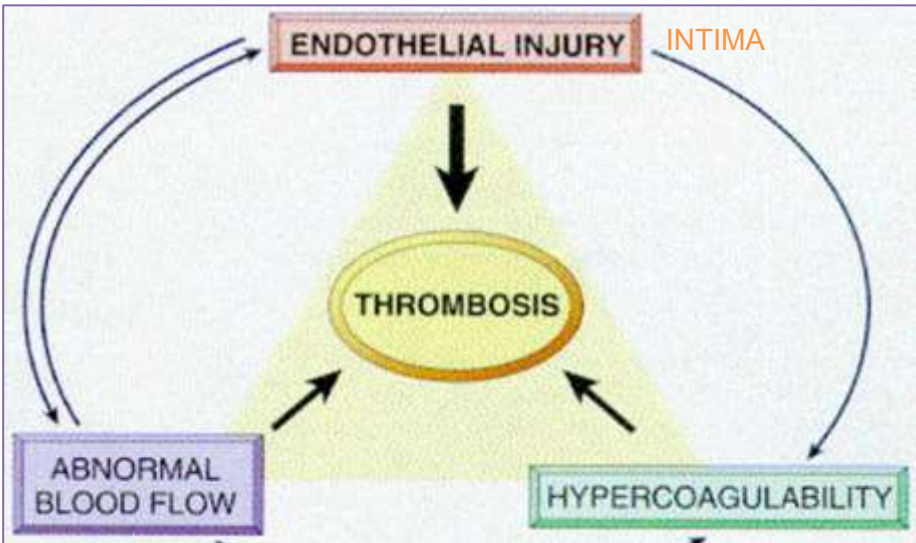 ENDOTHELIAL INJURY INTIMA
THROMBOSIS
ABNORMAL
BLOOD FLOW
HYPERCOAGULABILITY